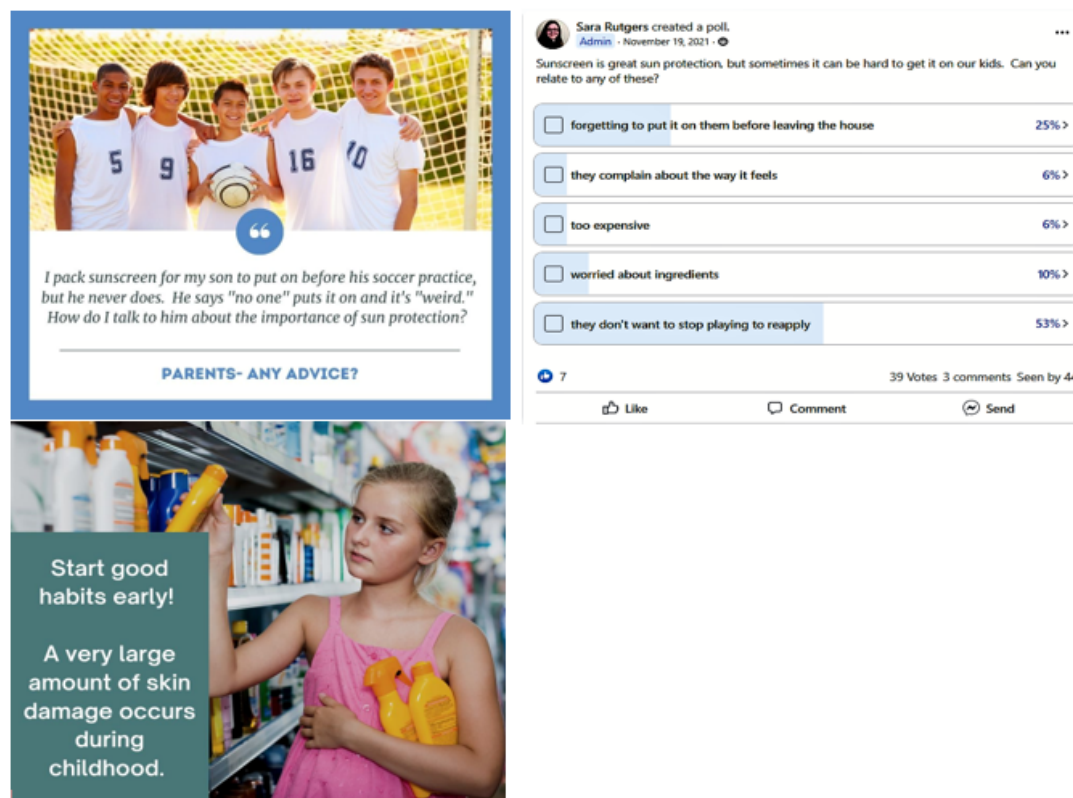 5
9
16
10
“
I pack sunscreen for my son to put on before his soccer practice,
but he never does. He says "no one" puts it on and it's "weird."
How do I talk to him about the importance of sun protection?
PARENTS- ANY ADVICE?
Sara Rutgers created a poll.
Admin · November 19, 2021 ·
Sunscreen is great sun protection, but sometimes it can be hard to get it on our kids. Can you
relate to any of these?
forgetting to put it on them before leaving the house 25% >
they complain about the way it feels 6% >
too expensive 6% >
worried about ingredients 10% >
they don't want to stop playing to reapply 53% >
7 39 Votes 3 comments Seen by
Like Comment Send
Start good
habits early!
A very large
amount of skin
damage occurs
during
childhood.